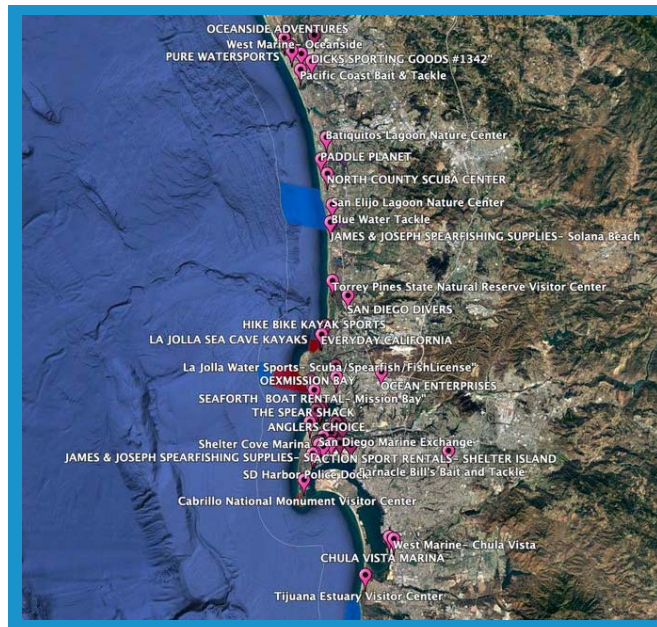 OCEANSIDE ADVENTURES
West Marine- Oceanside
PURE WATERSPORTS
DICKS SPORTING GOODS #1342"
Pacific Coast Bait & Tackle
Batiquitos Lagoon Nature Center
PADDLE PLANET
NORTH COUNTY SCUBA CENTER
San Elijo Lagoon Nature Center
Blue Water Tackle
JAMES & JOSEPH SPEARFISHING SUPPLIES- Solana Beach
Torrey Pines State Natural Reserve Visitor Center
SAN DIEGO DIVERS
HIKE BIKE KAYAK SPORTS
LA JOLLA SEA CAVE KAYAKS
EVERYDAY CALIFORNIA
La Jolla Water Sports- Scuba/Spearfish/FishLicense"
OEXMISSION BAY
OCEAN ENTERPRISES
SEAFORTH BOAT RENTAL- Mission Bay"
THE SPEAR SHACK
ANGLERS CHOICE
Shelter Cove Marina
San Diego Marine Exchange
JAMES & JOSEPH SPEARFISHING SUPPLIES- S
ACTION SPORT RENTALS- SHELTER ISLAND
SD Harbor Police Doc
Barnacle Bill's Bait and Tackle
Cabrillo National Monument Visitor Center
West Marine- Chula Vista
CHULA VISTA MARINA
Tijuana Estuary Visitor Center